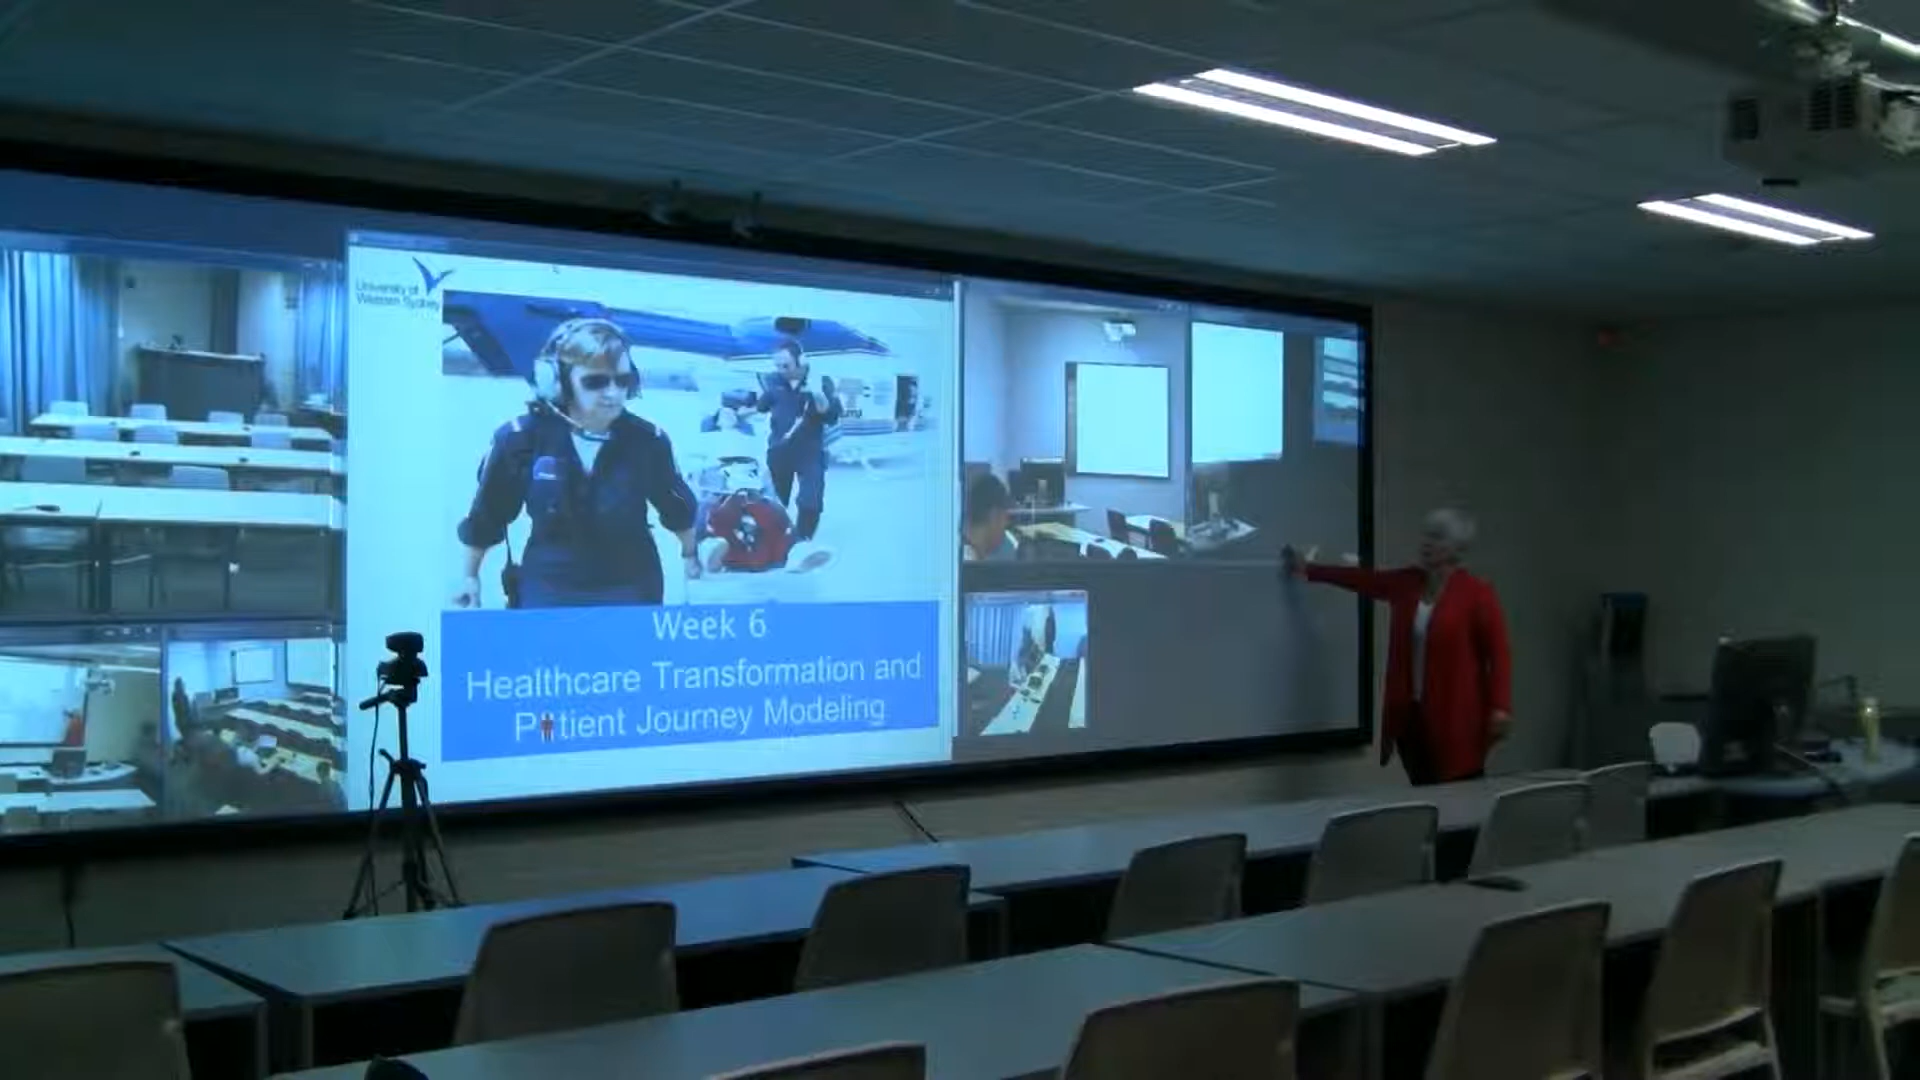 University of
Western Sydney
Week 6
Healthcare Transformation and
Patient Journey Modeling